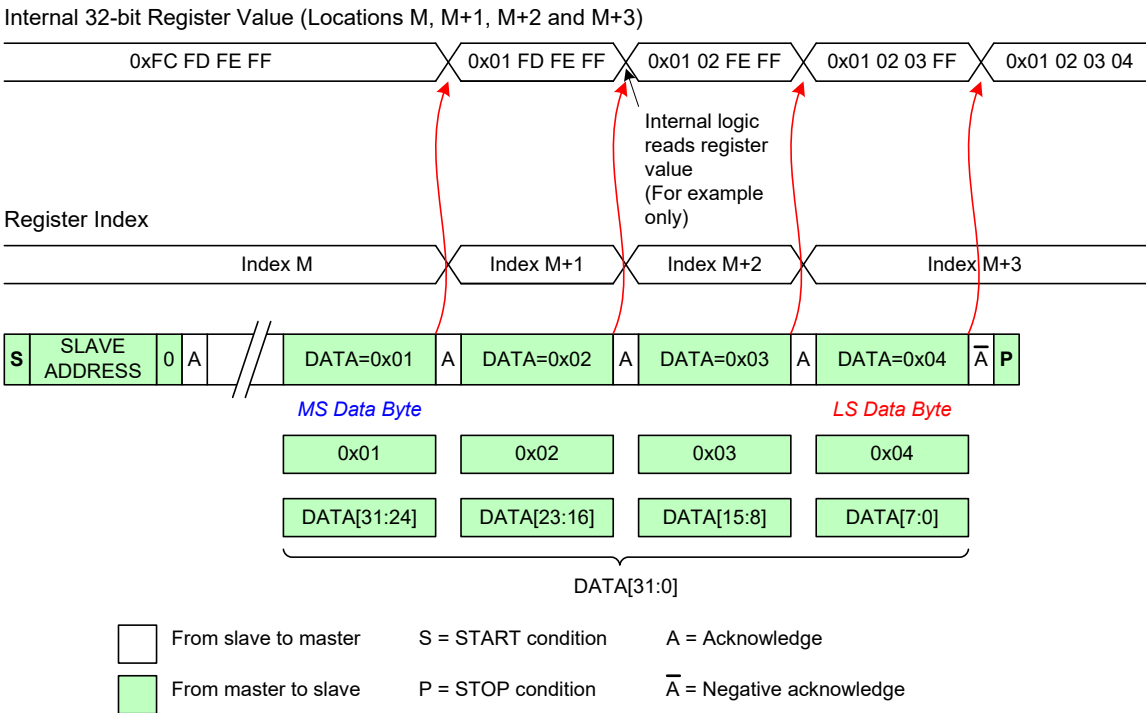 Internal 32-bit Register Value (Locations M, M+1, M+2 and M+3)
0xFC FD FE FF
0x01 FD FE FF
0x01 02 FE FF
0x01 02 03 FF
0x01 02 03 04
Internal logic
reads register
value
(For example
only)
Register Index
Index M
Index M+1
Index M+2
Index M+3
S
SLAVE
ADDRESS
0
A
DATA=0x01
A
DATA=0x02
A
DATA=0x03
A
DATA=0x04
A̅
P
MS Data Byte
LS Data Byte
0x01
0x02
0x03
0x04
DATA[31:24]
DATA[23:16]
DATA[15:8]
DATA[7:0]
DATA[31:0]
From slave to master
S = START condition
A = Acknowledge
From master to slave
P = STOP condition
A̅ = Negative acknowledge